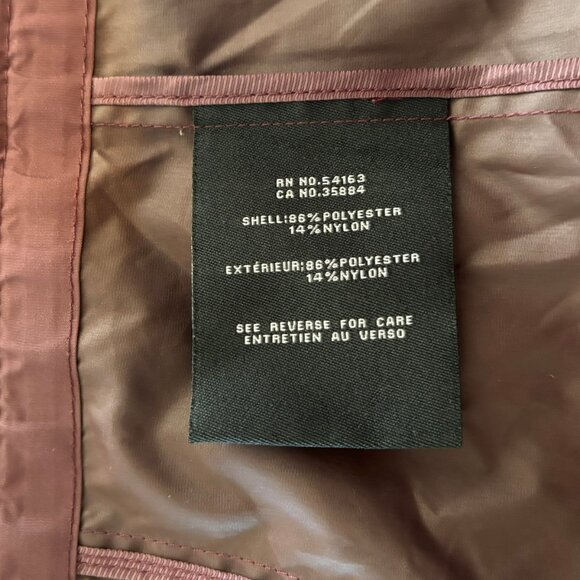 RN NO.54163
CA NO.35884
SHELL:86%POLYESTER
14%NYLON
EXTÉRIEUR:86%POLYESTER
14%NYLON
SEE REVERSE FOR CARE
ENTRETIEN AU VERSO